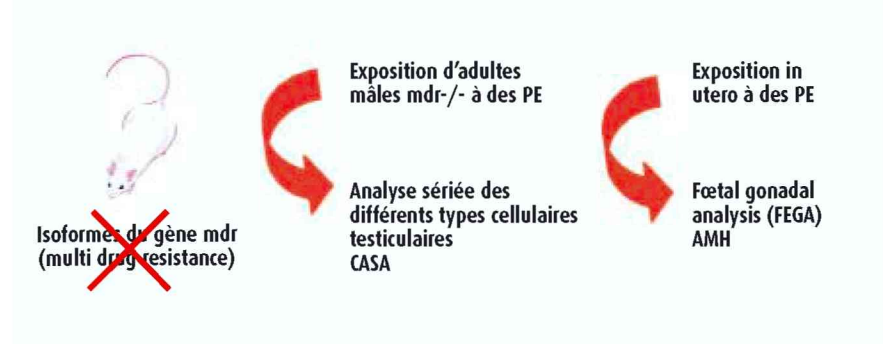 Isoformes du gène mdr
(multi drug resistance)
Exposition d'adultes
mâles mdr-/- à des PE
Analyse sériée des
différents types cellulaires
testiculaires
CASA
Exposition in
utero à des PE
Fœtal gonadal
analysis (FEGA)
AMH